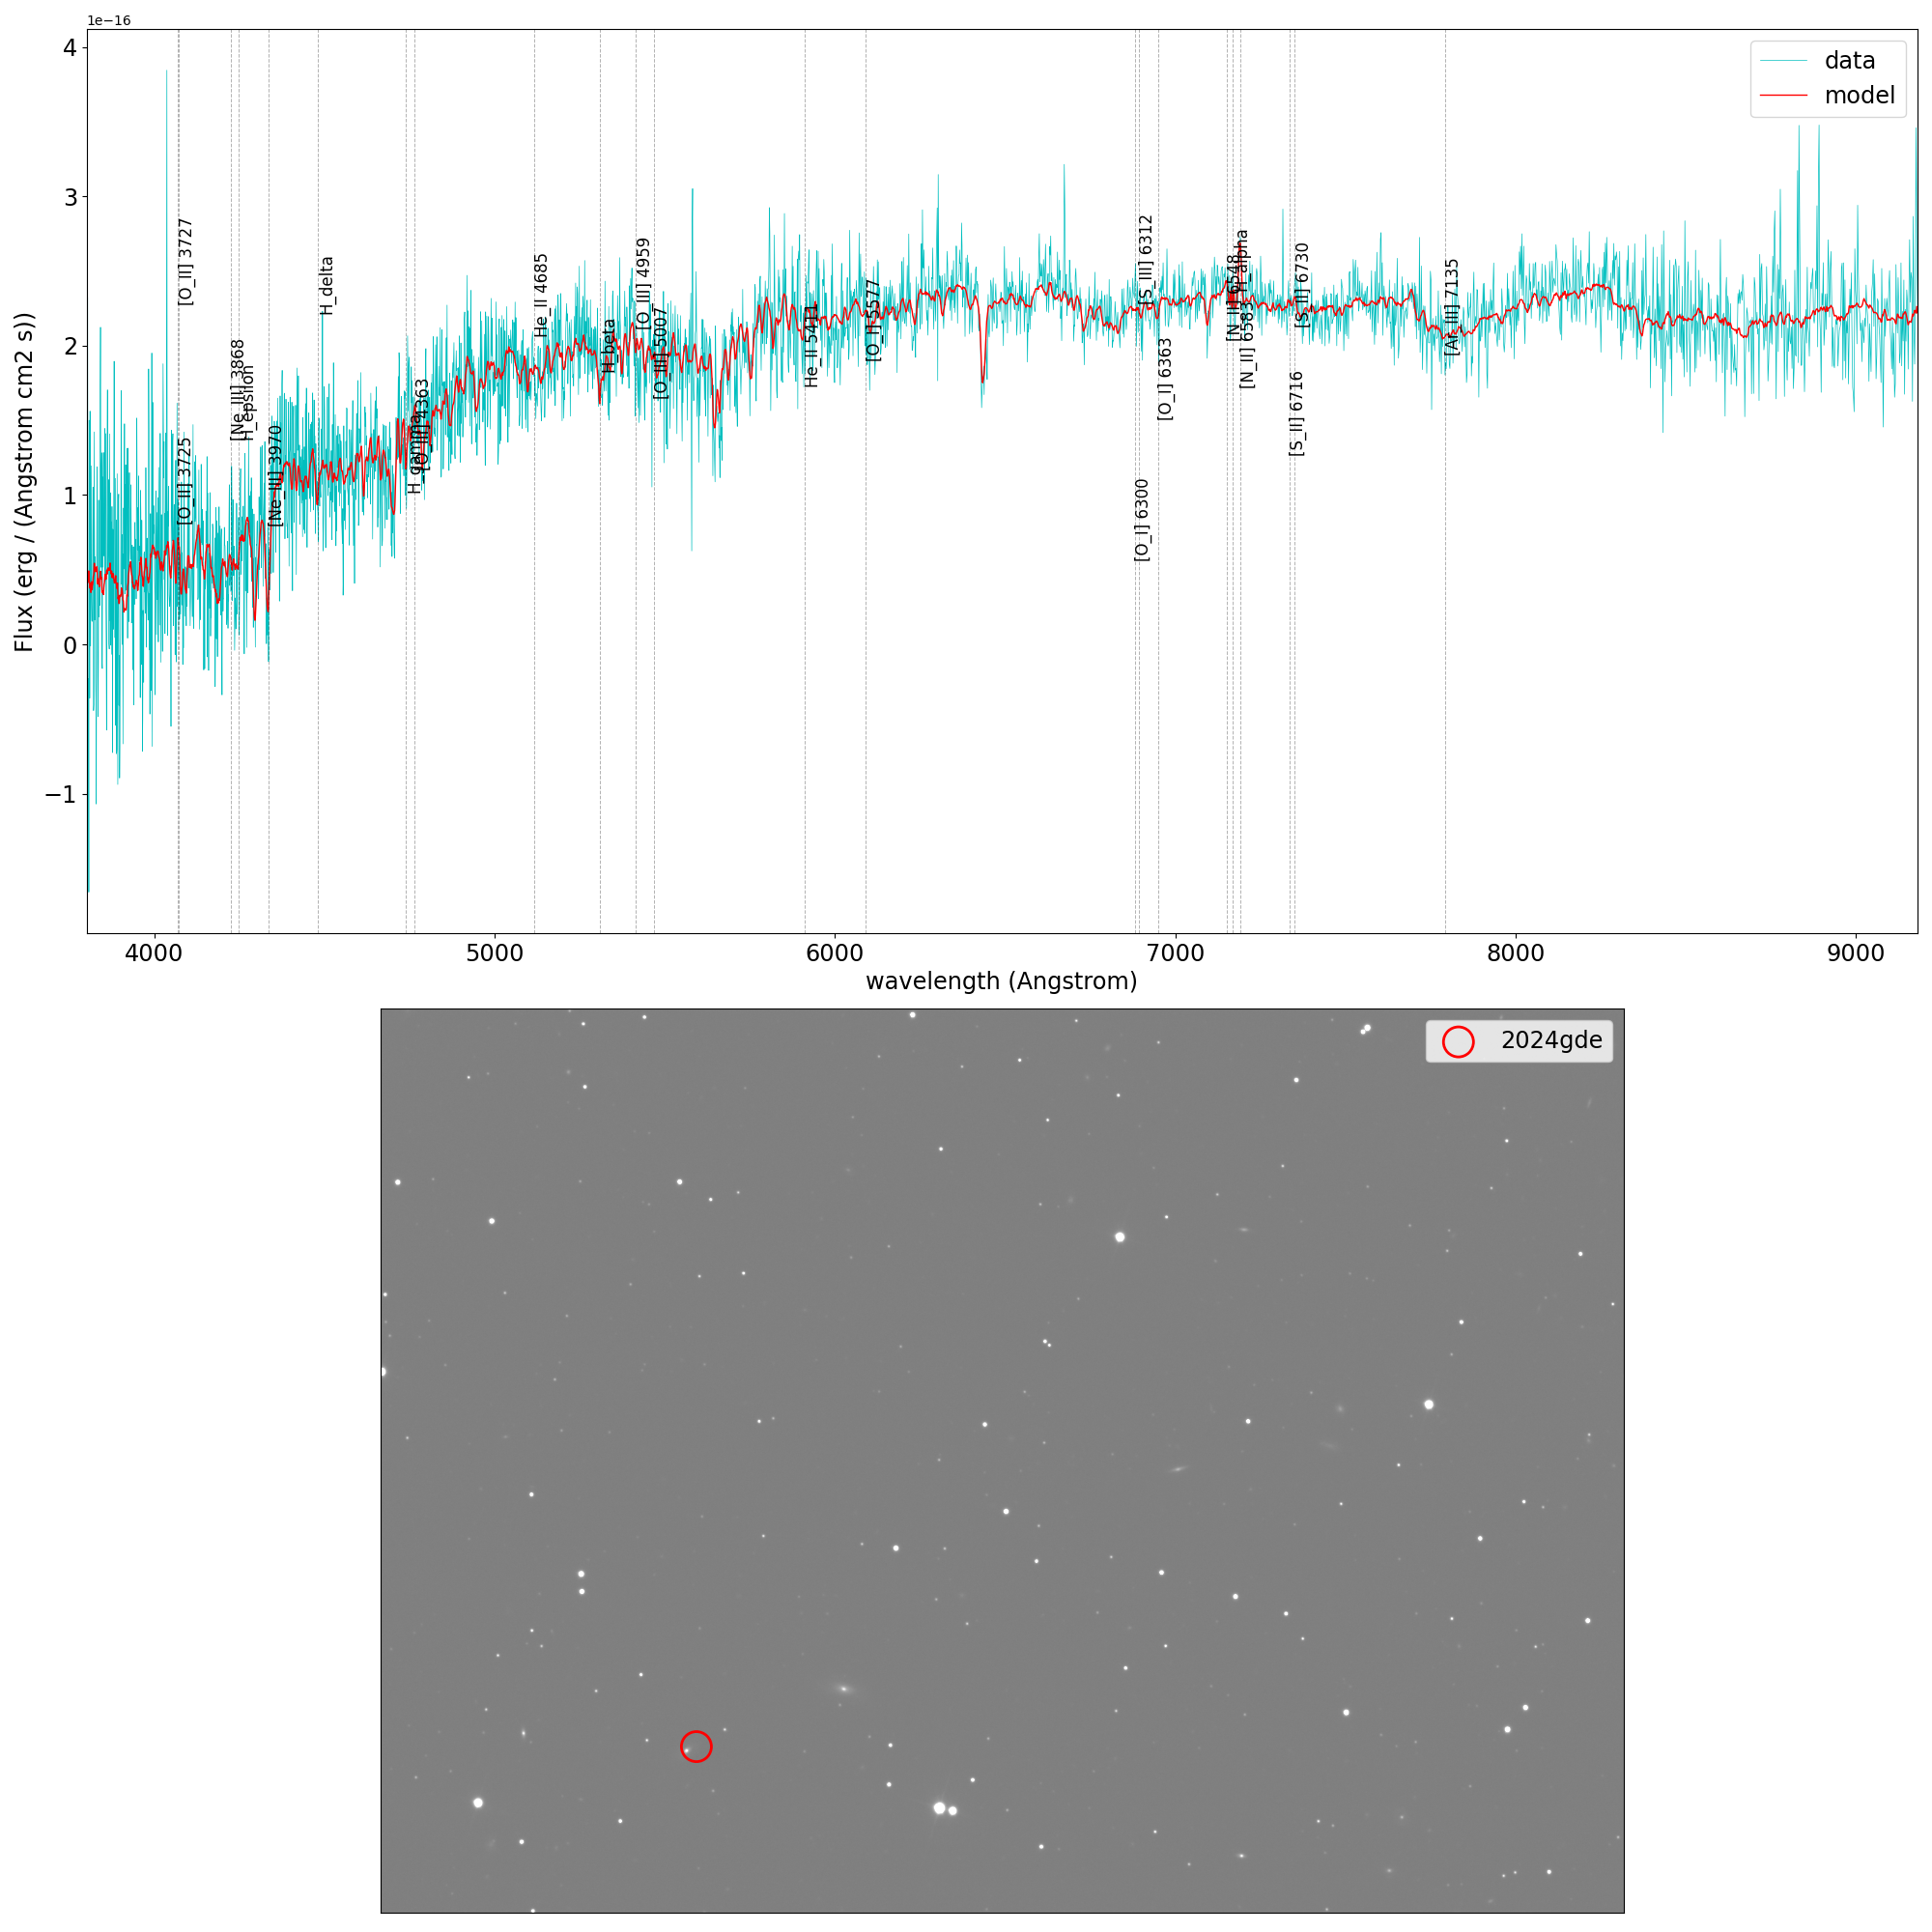 1e−16
data
model
4
3
2
1
0
−1
Flux (erg / (Angstrom cm2 s))
[O_II] 3725
[O_II] 3727
[Ne_III] 3868
H_epsilon
[Ne_III] 3970
H_delta
H_gamma
[O_III] 4363
He_II 4685
H_beta
[O_III] 4959
[O_III] 5007
He_II 5411
[O_I] 5577
[O_I] 6300
[S_III] 6312
[O_I] 6363
[N_II] 6548
H_alpha
[N_II] 6583
[S_II] 6716
[S_II] 6730
[Ar_III] 7135
4000
5000
6000
7000
8000
9000
wavelength (Angstrom)
2024gde